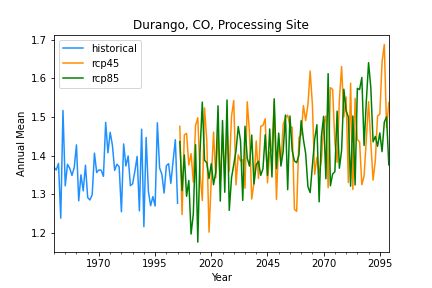 Durango, CO, Processing Site
historical
rcp45
rcp85
Annual Mean
1.7
1.6
1.5
1.4
1.3
1.2
1970
1995
2020
2045
2070
2095
Year